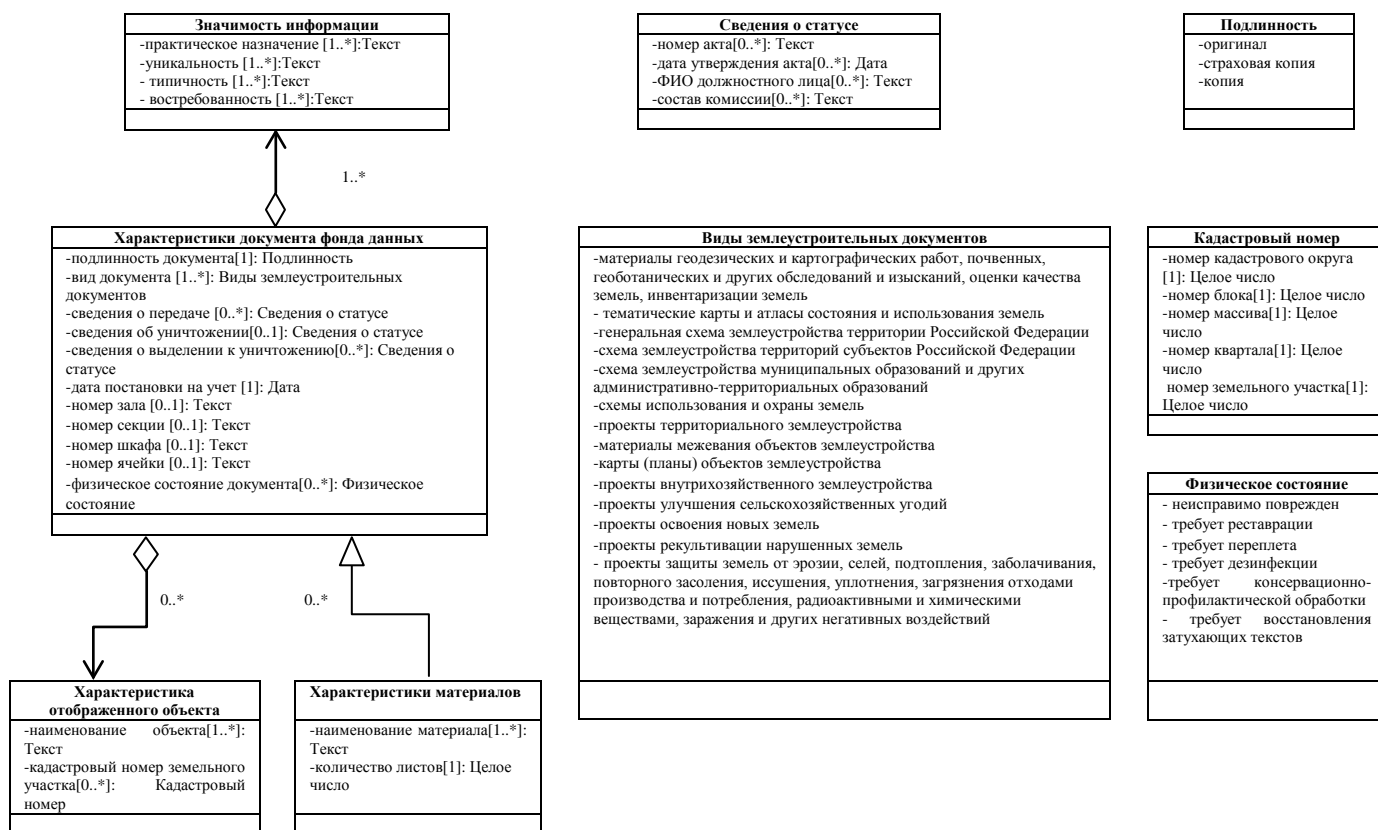 Значимость информации
-практическое назначение [1..*]:Текст
-уникальность [1..*]:Текст
- типичность [1..*]:Текст
- востребованность [1..*]:Текст
Сведения о статусе
-номер акта[0..*]: Текст
-дата утверждения акта[0..*]: Дата
-ФИО должностного лица[0..*]: Текст
-состав комиссии[0..*]: Текст
Подлинность
-оригинал
-страховая копия
-копия
1..*
Характеристики документа фонда данных
-подлинность документа[1]: Подлинность
-вид документа [1..*]: Виды землеустроительных
документов
-сведения о передаче [0..*]: Сведения о статусе
-сведения об уничтожении[0..1]: Сведения о статусе
-сведения о выделении к уничтожению[0..*]: Сведения о
статусе
-дата постановки на учет [1]: Дата
-номер зала [0..1]: Текст
-номер секции [0..1]: Текст
-номер шкафа [0..1]: Текст
-номер ячейки [0..1]: Текст
-физическое состояние документа[0..*]: Физическое
состояние
Виды землеустроительных документов
-материалы геодезических и картографических работ, почвенных,
геоботанических и других обследований и изысканий, оценки качества
земель, инвентаризации земель
- тематические карты и атласы состояния и использования земель
-генеральная схема землеустройства территории Российской Федерации
-схема землеустройства территорий субъектов Российской Федерации
-схема землеустройства муниципальных образований и других
административно-территориальных образований
-схемы использования и охраны земель
-проекты территориального землеустройства
-материалы межевания объектов землеустройства
-карты (планы) объектов землеустройства
-проекты внутрихозяйственного землеустройства
-проекты улучшения сельскохозяйственных угодий
-проекты освоения новых земель
-проекты рекультивации нарушенных земель
- проекты защиты земель от эрозии, селей, подтопления, заболачивания,
повторного засоления, иссушения, уплотнения, загрязнения отходами
производства и потребления, радиоактивными и химическими
веществами, заражения и других негативных воздействий
Кадастровый номер
-номер кадастрового округа
[1]: Целое число
-номер блока[1]: Целое число
-номер массива[1]: Целое
число
-номер квартала[1]: Целое
число
номер земельного участка[1]:
Целое число
Физическое состояние
- неисправимо поврежден
- требует реставрации
- требует переплета
- требует дезинфекции
-требует консервационно-
профилактической обработки
- требует восстановления
затухающих текстов
0..*
0..*
Характеристика
отображенного объекта
-наименование объекта[1..*]:
Текст
-кадастровый номер земельного
участка[0..*]: Кадастровый
номер
Характеристики материалов
-наименование материала[1..*]:
Текст
-количество листов[1]: Целое
число